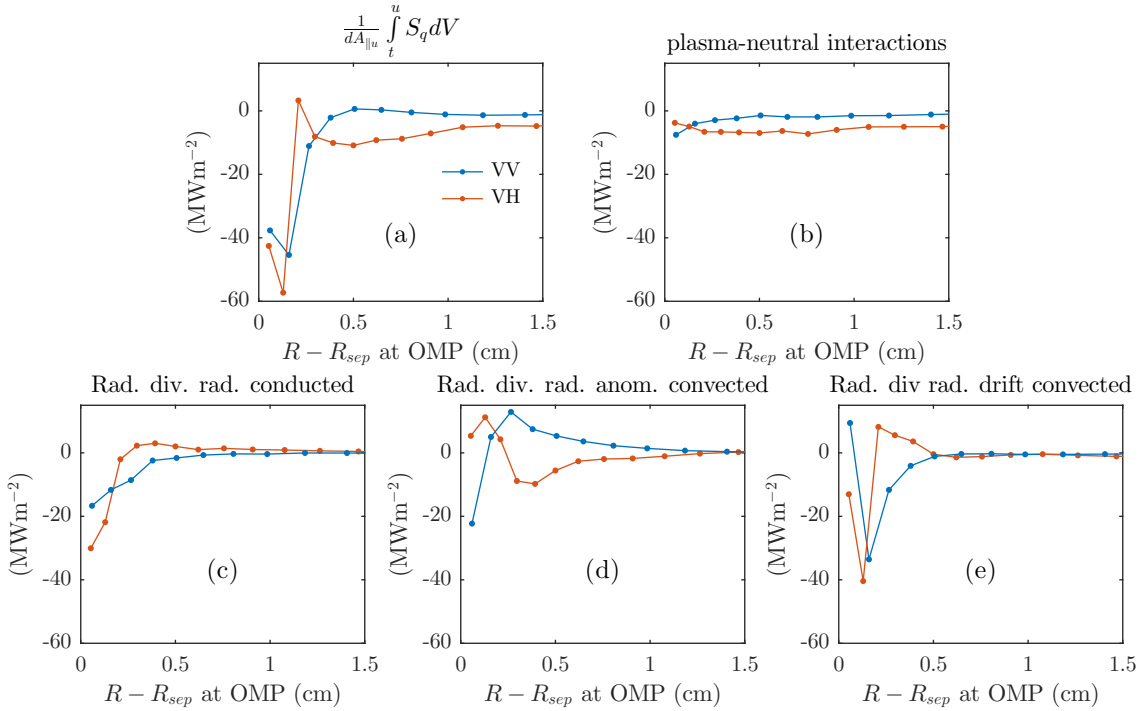 $\frac{1}{dA_{\|u}} \int\limits_t^u S_q dV$
0
-20
-40
-60
(MWm⁻²)
VV
VH
(a)
0
0.5
1
1.5
R − R_sep at OMP (cm)
plasma-neutral interactions
0
-20
-40
-60
(MWm⁻²)
(b)
0
0.5
1
1.5
R − R_sep at OMP (cm)
Rad. div. rad. conducted
0
-20
-40
-60
(MWm⁻²)
(c)
0
0.5
1
1.5
R − R_sep at OMP (cm)
Rad. div. rad. anom. convected
0
-20
-40
-60
(MWm⁻²)
(d)
0
0.5
1
1.5
R − R_sep at OMP (cm)
Rad. div rad. drift convected
0
-20
-40
-60
(MWm⁻²)
(e)
0
0.5
1
1.5
R − R_sep at OMP (cm)